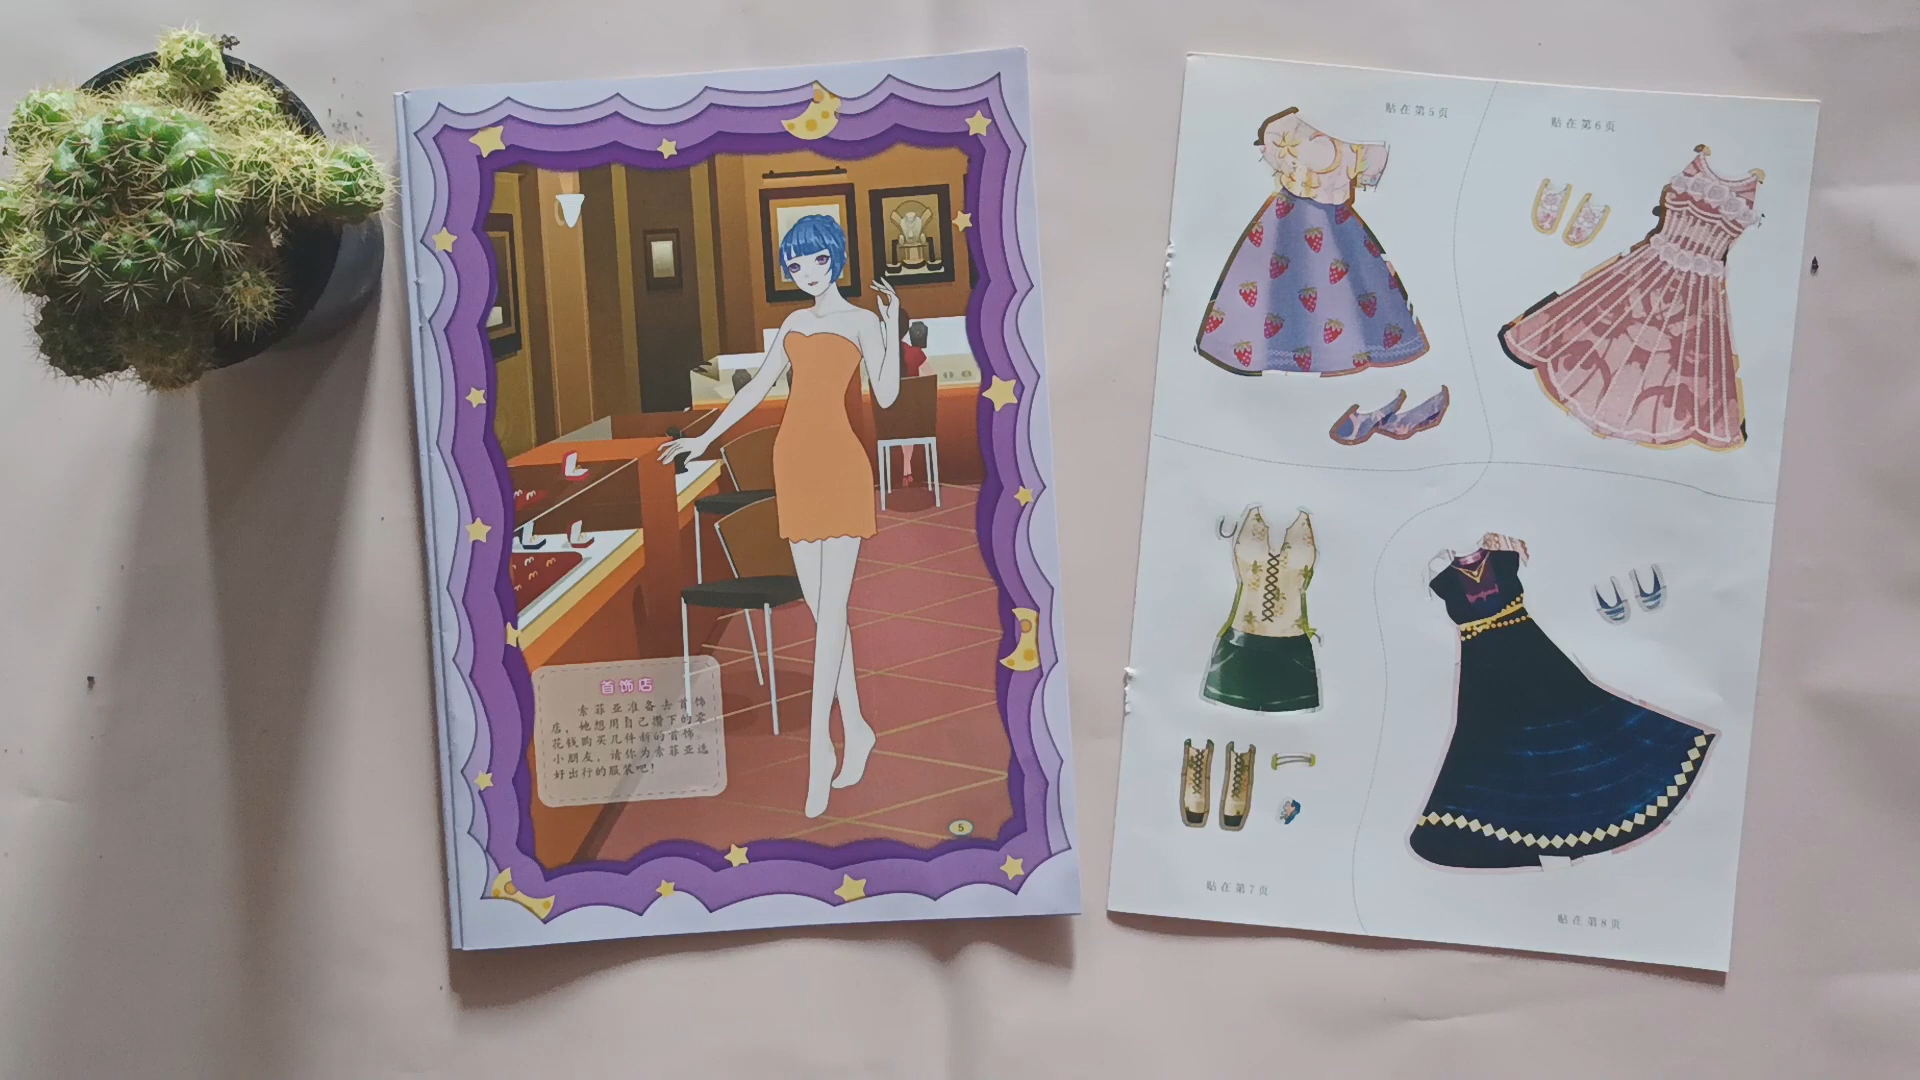 首饰店
索菲亚准备去首饰
店，她想用自己攒下的零
花钱购买几件新的首饰。
小朋友，请你为索菲亚选
好出行的服装吧！
5
贴在第5页
贴在第6页
贴在第7页
贴在第8页